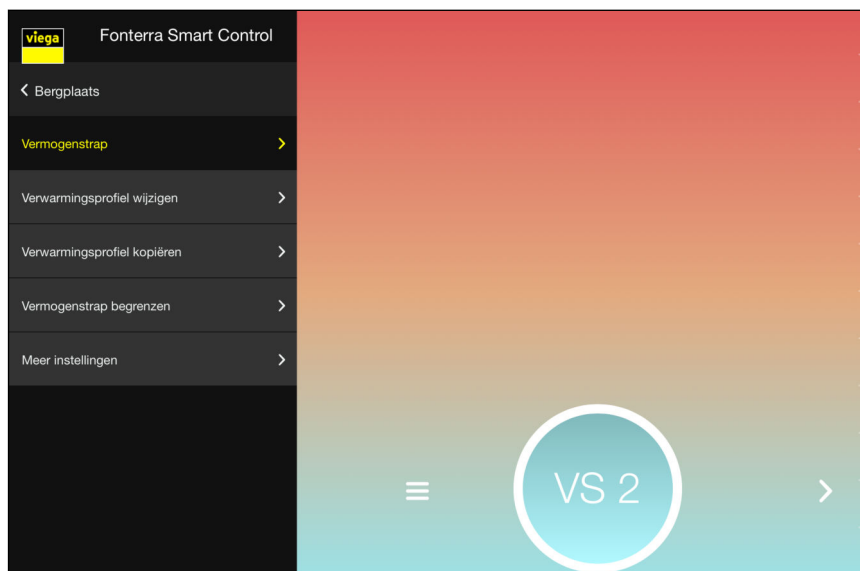 viega
Fonterra Smart Control
Bergplaats
Vermogenstrap
Verwarmingsprofiel wijzigen
Verwarmingsprofiel kopiëren
Vermogenstrap begrenzen
Meer instellingen
VS 2